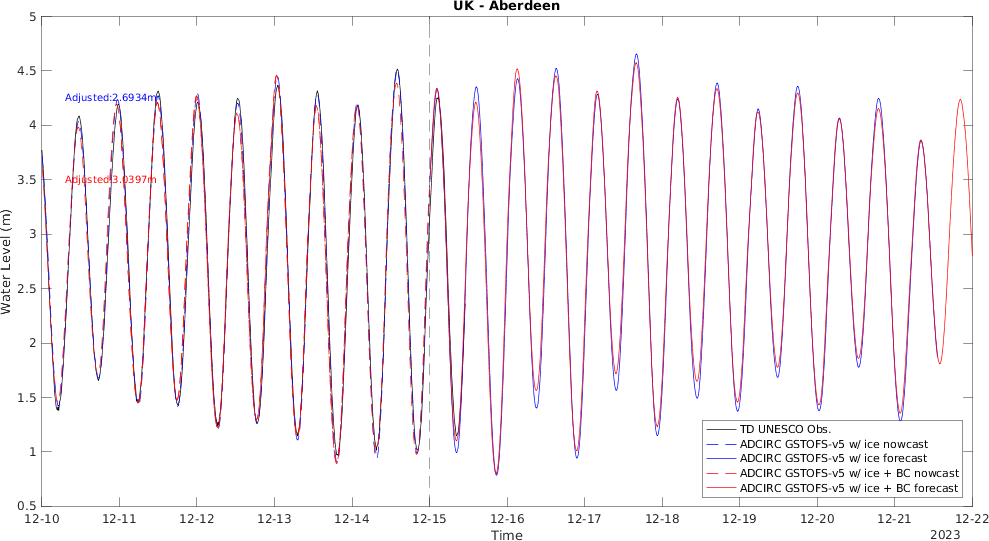 UK - Aberdeen
5
4.5
4
3.5
3
2.5
2
1.5
1
0.5
Water Level (m)
Adjusted:2.6934m
Adjusted:3.0397m
TD UNESCO Obs.
ADCIRC GSTOFS-v5 w/ ice nowcast
ADCIRC GSTOFS-v5 w/ ice forecast
ADCIRC GSTOFS-v5 w/ ice + BC nowcast
ADCIRC GSTOFS-v5 w/ ice + BC forecast
12-10 12-11 12-12 12-13 12-14 12-15 12-16 12-17 12-18 12-19 12-20 12-21 12-22
Time
2023